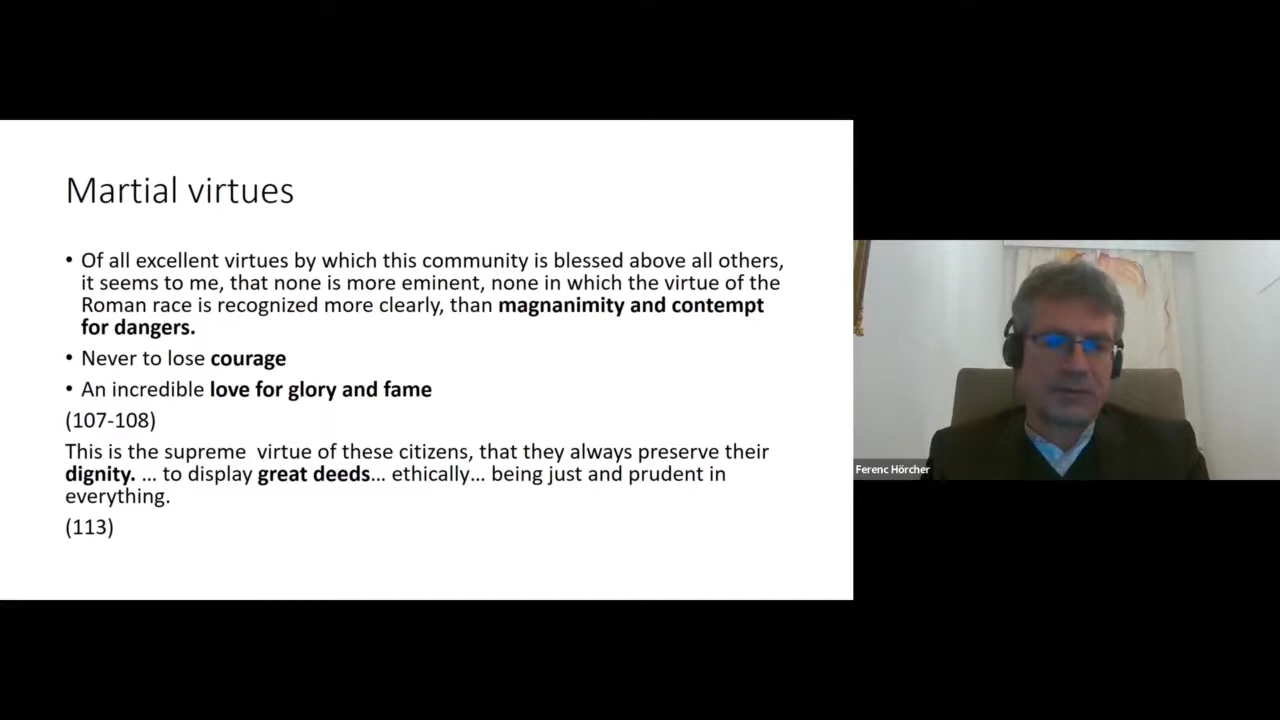 Martial virtues
• Of all excellent virtues by which this community is blessed above all others,
it seems to me, that none is more eminent, none in which the virtue of the
Roman race is recognized more clearly, than magnanimity and contempt
for dangers.
• Never to lose courage
• An incredible love for glory and fame
(107-108)
This is the supreme  virtue of these citizens, that they always preserve their
dignity. … to display great deeds… ethically… being just and prudent in
everything.
(113)
Ferenc Hörcher